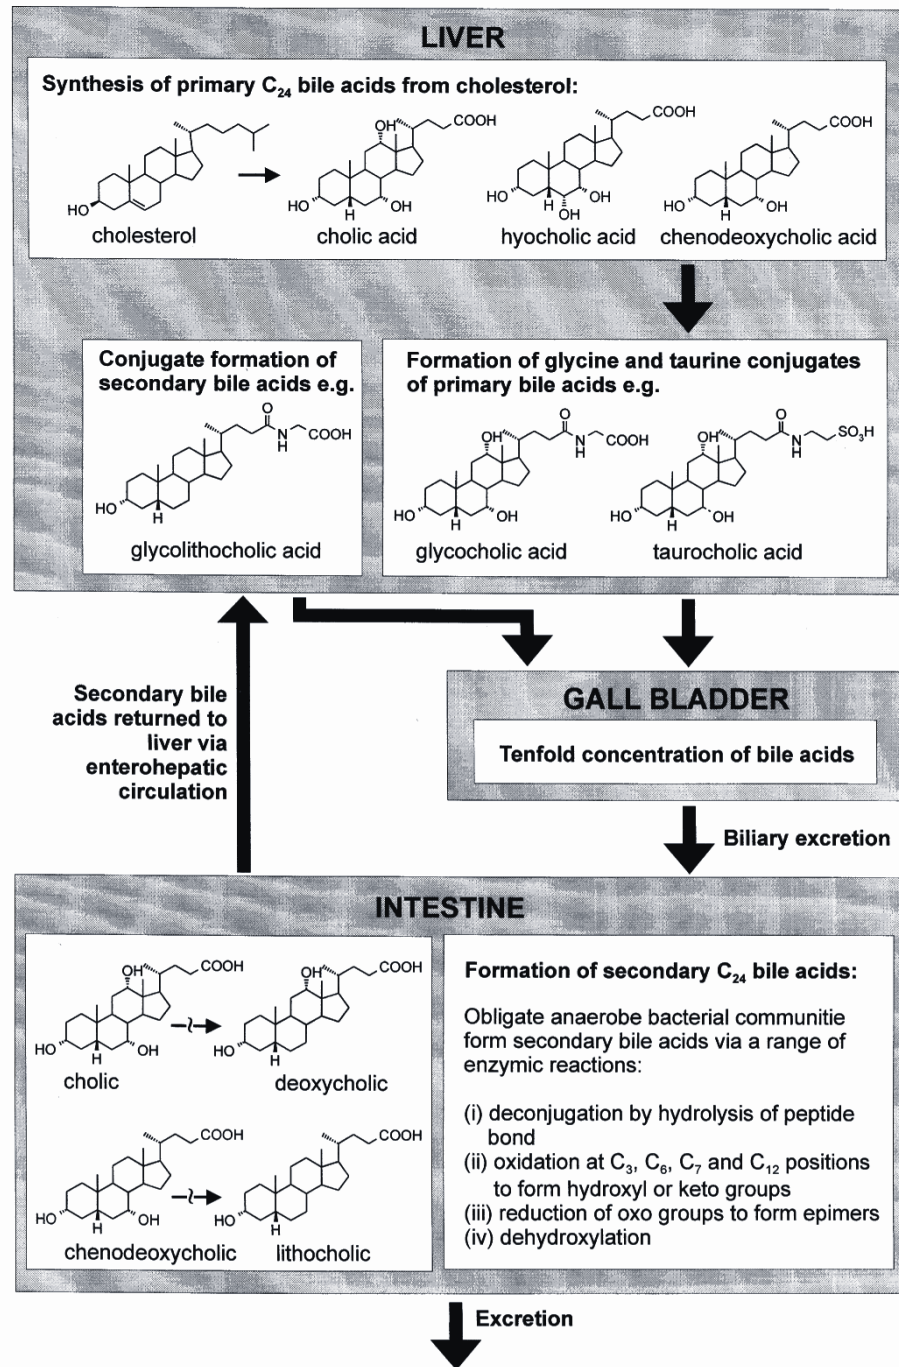 LIVER
Synthesis of primary C24 bile acids from cholesterol:
HO
cholesterol
OH
COOH
HO
H
OH
cholic acid
COOH
HO
H
OH
OH
hyocholic acid
COOH
HO
H
OH
chenodeoxycholic acid
Conjugate formation of
secondary bile acids e.g.
O
N
H
COOH
HO
H
glycolithocholic acid
Formation of glycine and taurine conjugates
of primary bile acids e.g.
OH
O
N
H
COOH
HO
H
OH
glycocholic acid
OH
O
N
H
SO3H
HO
H
OH
taurocholic acid
Secondary bile
acids returned to
liver via
enterohepatic
circulation
GALL BLADDER
Tenfold concentration of bile acids
Biliary excretion
INTESTINE
OH
COOH
HO
H
OH
cholic
OH
COOH
HO
H
deoxycholic
COOH
HO
H
OH
chenodeoxycholic
COOH
HO
H
lithocholic
Formation of secondary C24 bile acids:
Obligate anaerobe bacterial communitie
form secondary bile acids via a range of
enzymic reactions:
(i) deconjugation by hydrolysis of peptide
bond
(ii) oxidation at C3, C6, C7 and C12 positions
to form hydroxyl or keto groups
(iii) reduction of oxo groups to form epimers
(iv) dehydroxylation
Excretion